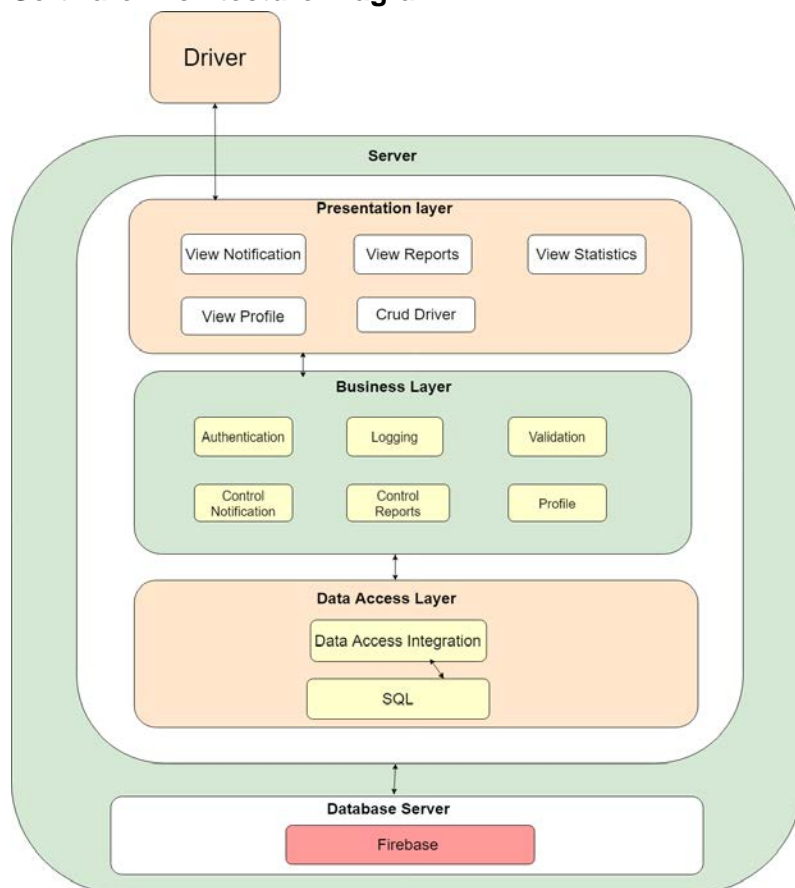 Driver
Server
Presentation layer
View Notification
View Reports
View Statistics
View Profile
Crud Driver
Business Layer
Authentication
Logging
Validation
Control
Notification
Control
Reports
Profile
Data Access Layer
Data Access Integration
SQL
Database Server
Firebase